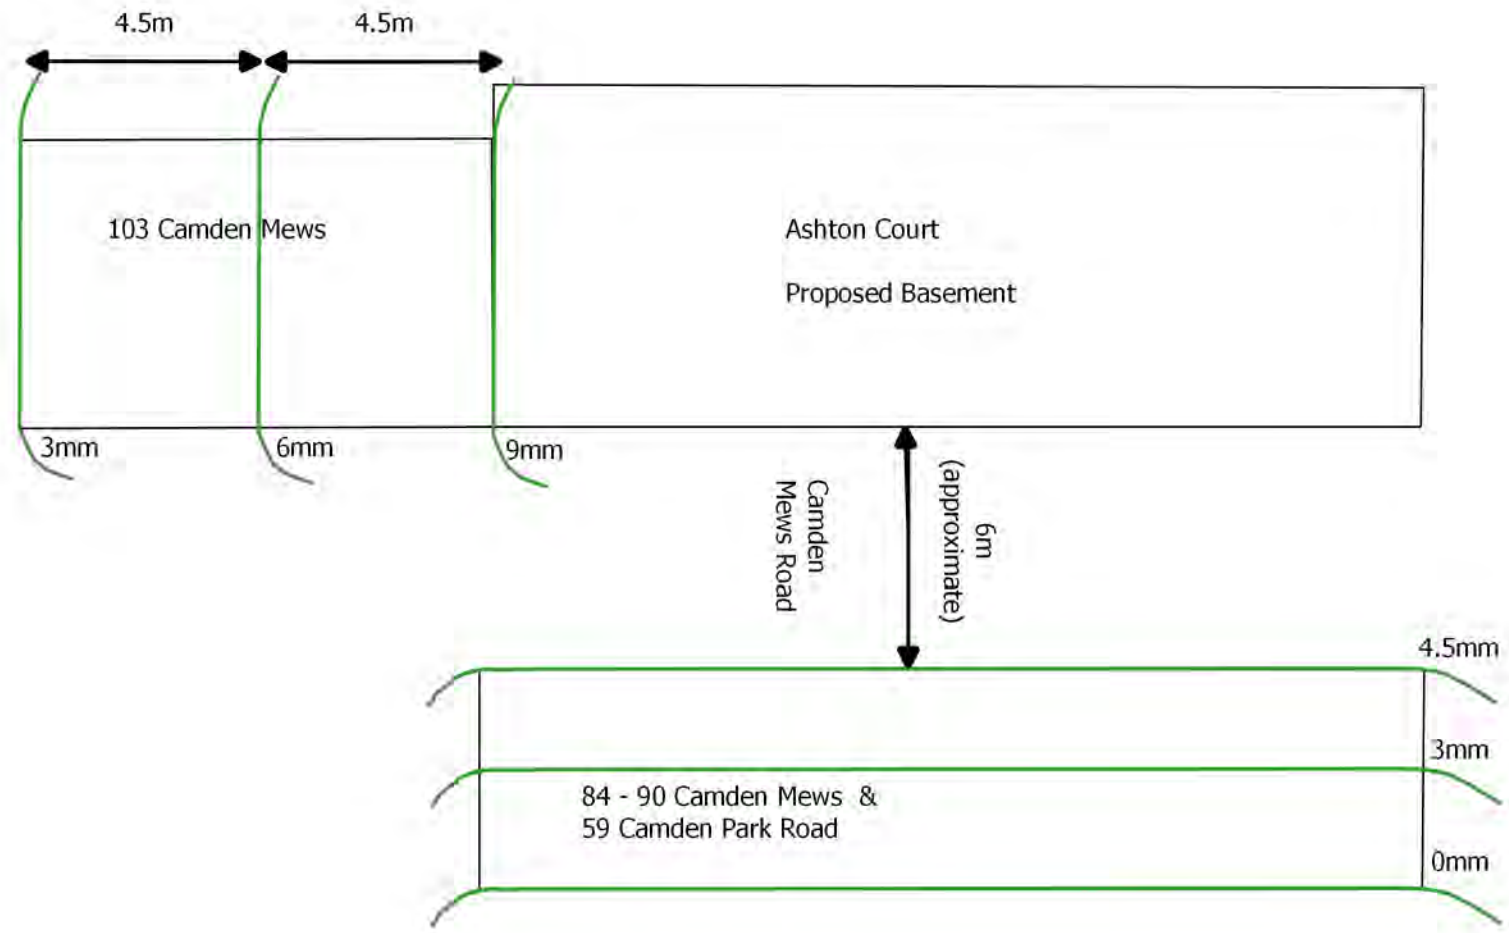 4.5m
4.5m
103 Camden Mews
Ashton Court
Proposed Basement
3mm
6mm
9mm
Camden
Mews Road
6m
(approximate)
4.5mm
3mm
84 - 90 Camden Mews &
59 Camden Park Road
0mm